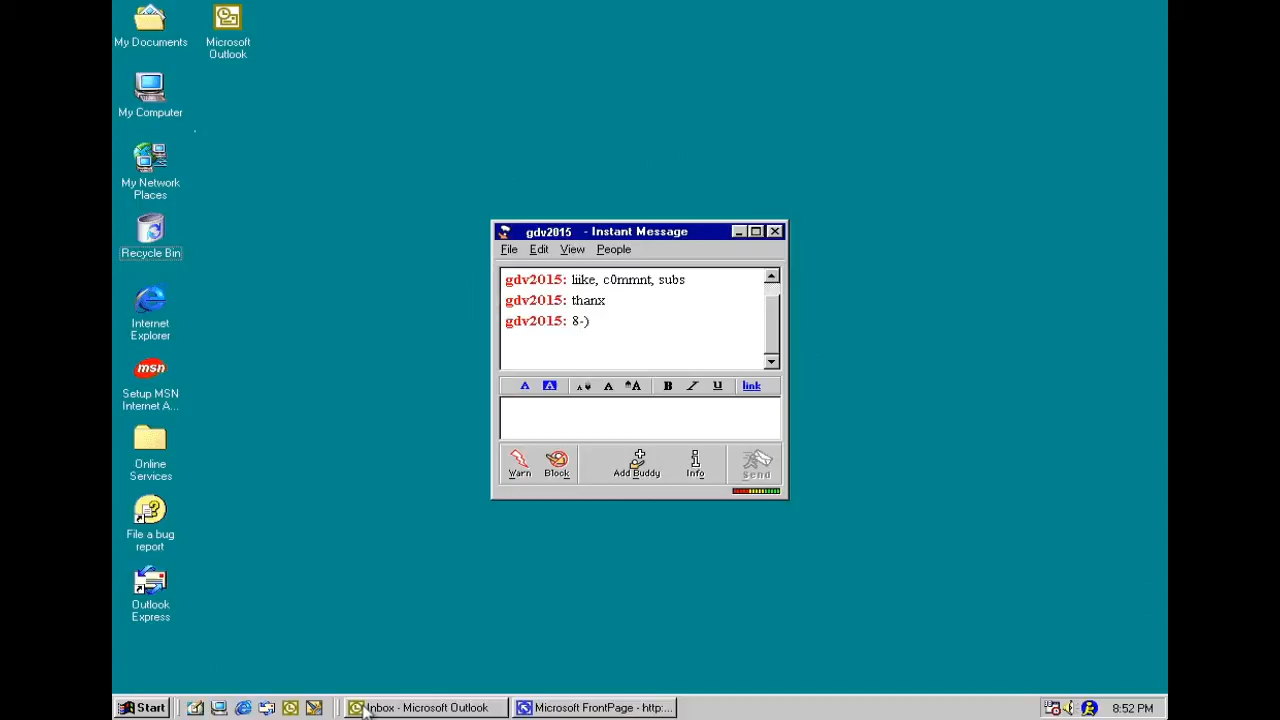 My Documents
Microsoft
Outlook
My Computer
My Network
Places
Recycle Bin
Internet
Explorer
msn
Setup MSN
Internet A...
Online
Services
File a bug
report
Outlook
Express
gdv2015 - Instant Message
File Edit View People
gdv2015: liike, c0mmnt, subs
gdv2015: thanx
gdv2015: 8-)
A A A A A B I U link
Warn Block Add Buddy Info Send
Start Inbox - Microsoft Outlook Microsoft FrontPage - http:... 8:52 PM